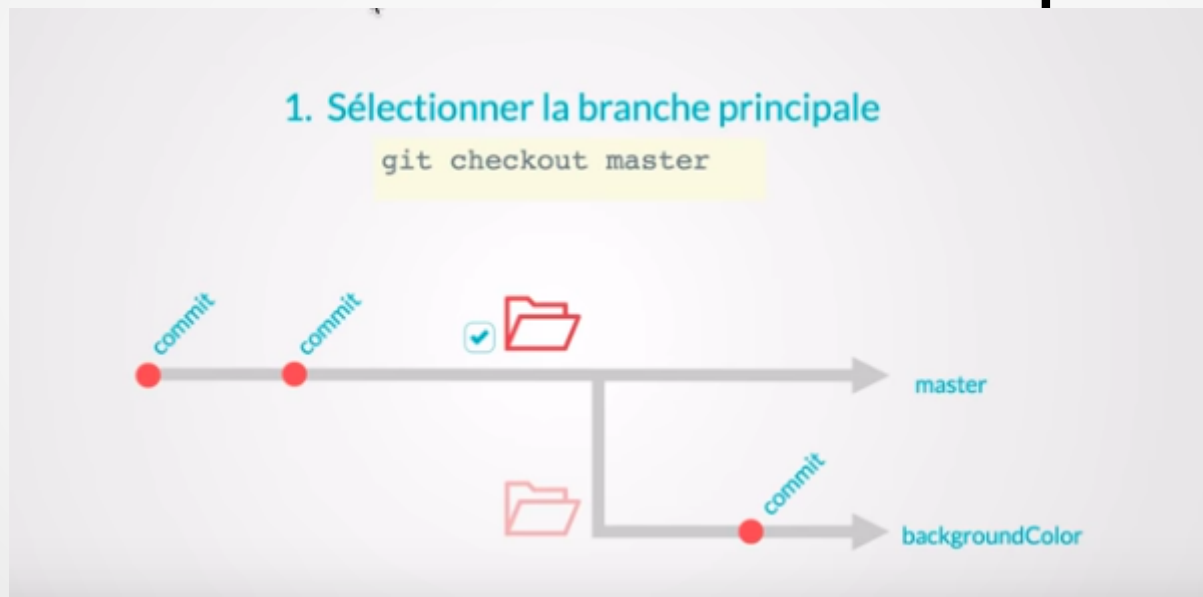 1. Sélectionner la branche principale
git checkout master
commit
commit
master
commit
backgroundColor